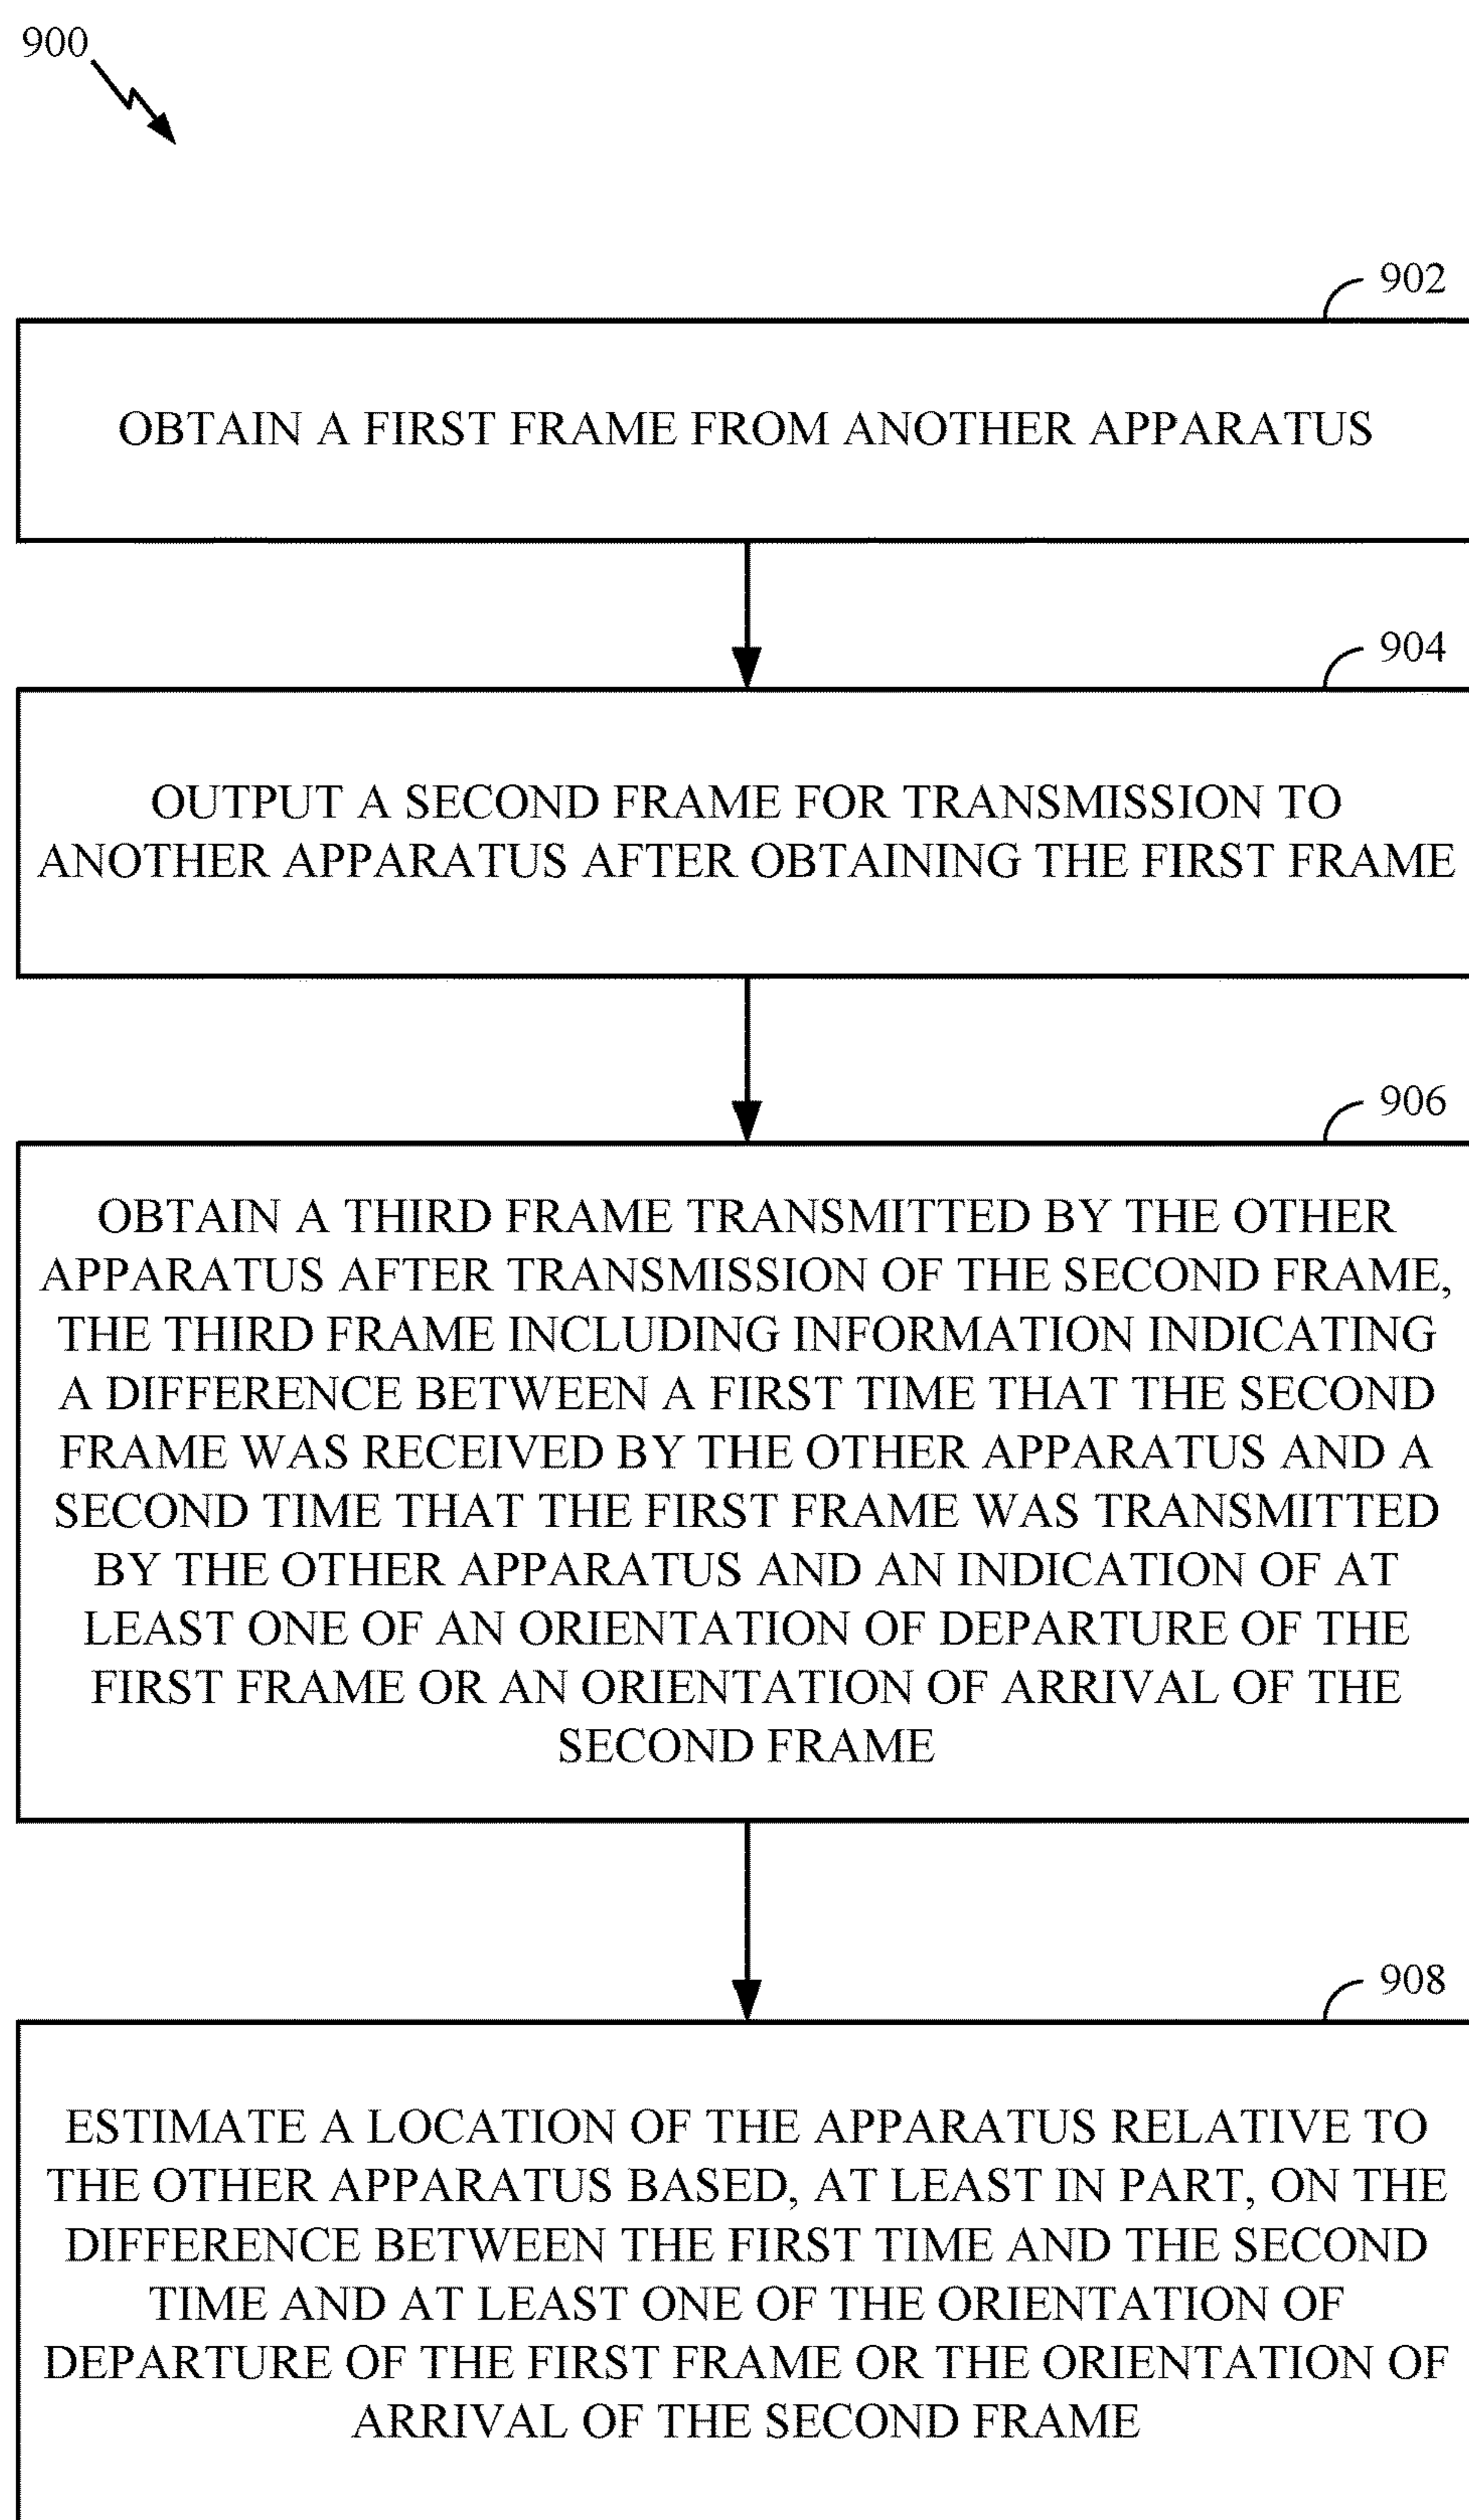 900
902
OBTAIN A FIRST FRAME FROM ANOTHER APPARATUS
904
OUTPUT A SECOND FRAME FOR TRANSMISSION TO
ANOTHER APPARATUS AFTER OBTAINING THE FIRST FRAME
906
OBTAIN A THIRD FRAME TRANSMITTED BY THE OTHER
APPARATUS AFTER TRANSMISSION OF THE SECOND FRAME,
THE THIRD FRAME INCLUDING INFORMATION INDICATING
A DIFFERENCE BETWEEN A FIRST TIME THAT THE SECOND
FRAME WAS RECEIVED BY THE OTHER APPARATUS AND A
SECOND TIME THAT THE FIRST FRAME WAS TRANSMITTED
BY THE OTHER APPARATUS AND AN INDICATION OF AT
LEAST ONE OF AN ORIENTATION OF DEPARTURE OF THE
FIRST FRAME OR AN ORIENTATION OF ARRIVAL OF THE
SECOND FRAME
908
ESTIMATE A LOCATION OF THE APPARATUS RELATIVE TO
THE OTHER APPARATUS BASED, AT LEAST IN PART, ON THE
DIFFERENCE BETWEEN THE FIRST TIME AND THE SECOND
TIME AND AT LEAST ONE OF THE ORIENTATION OF
DEPARTURE OF THE FIRST FRAME OR THE ORIENTATION OF
ARRIVAL OF THE SECOND FRAME